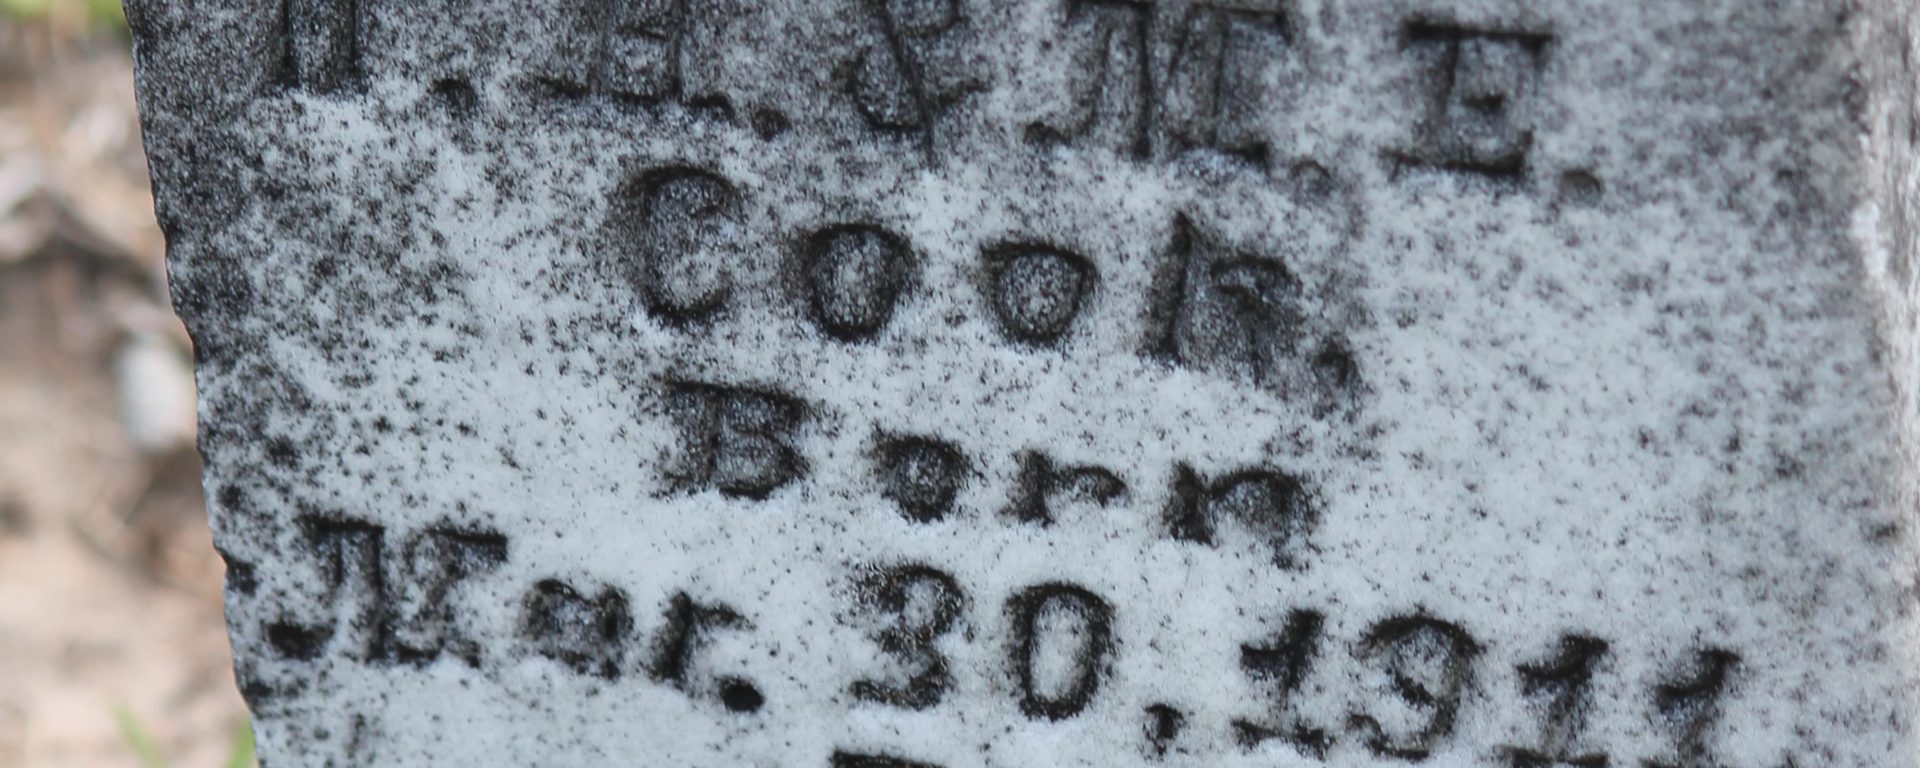 & M. E.
Cook.
Born
Mar. 30, 1911